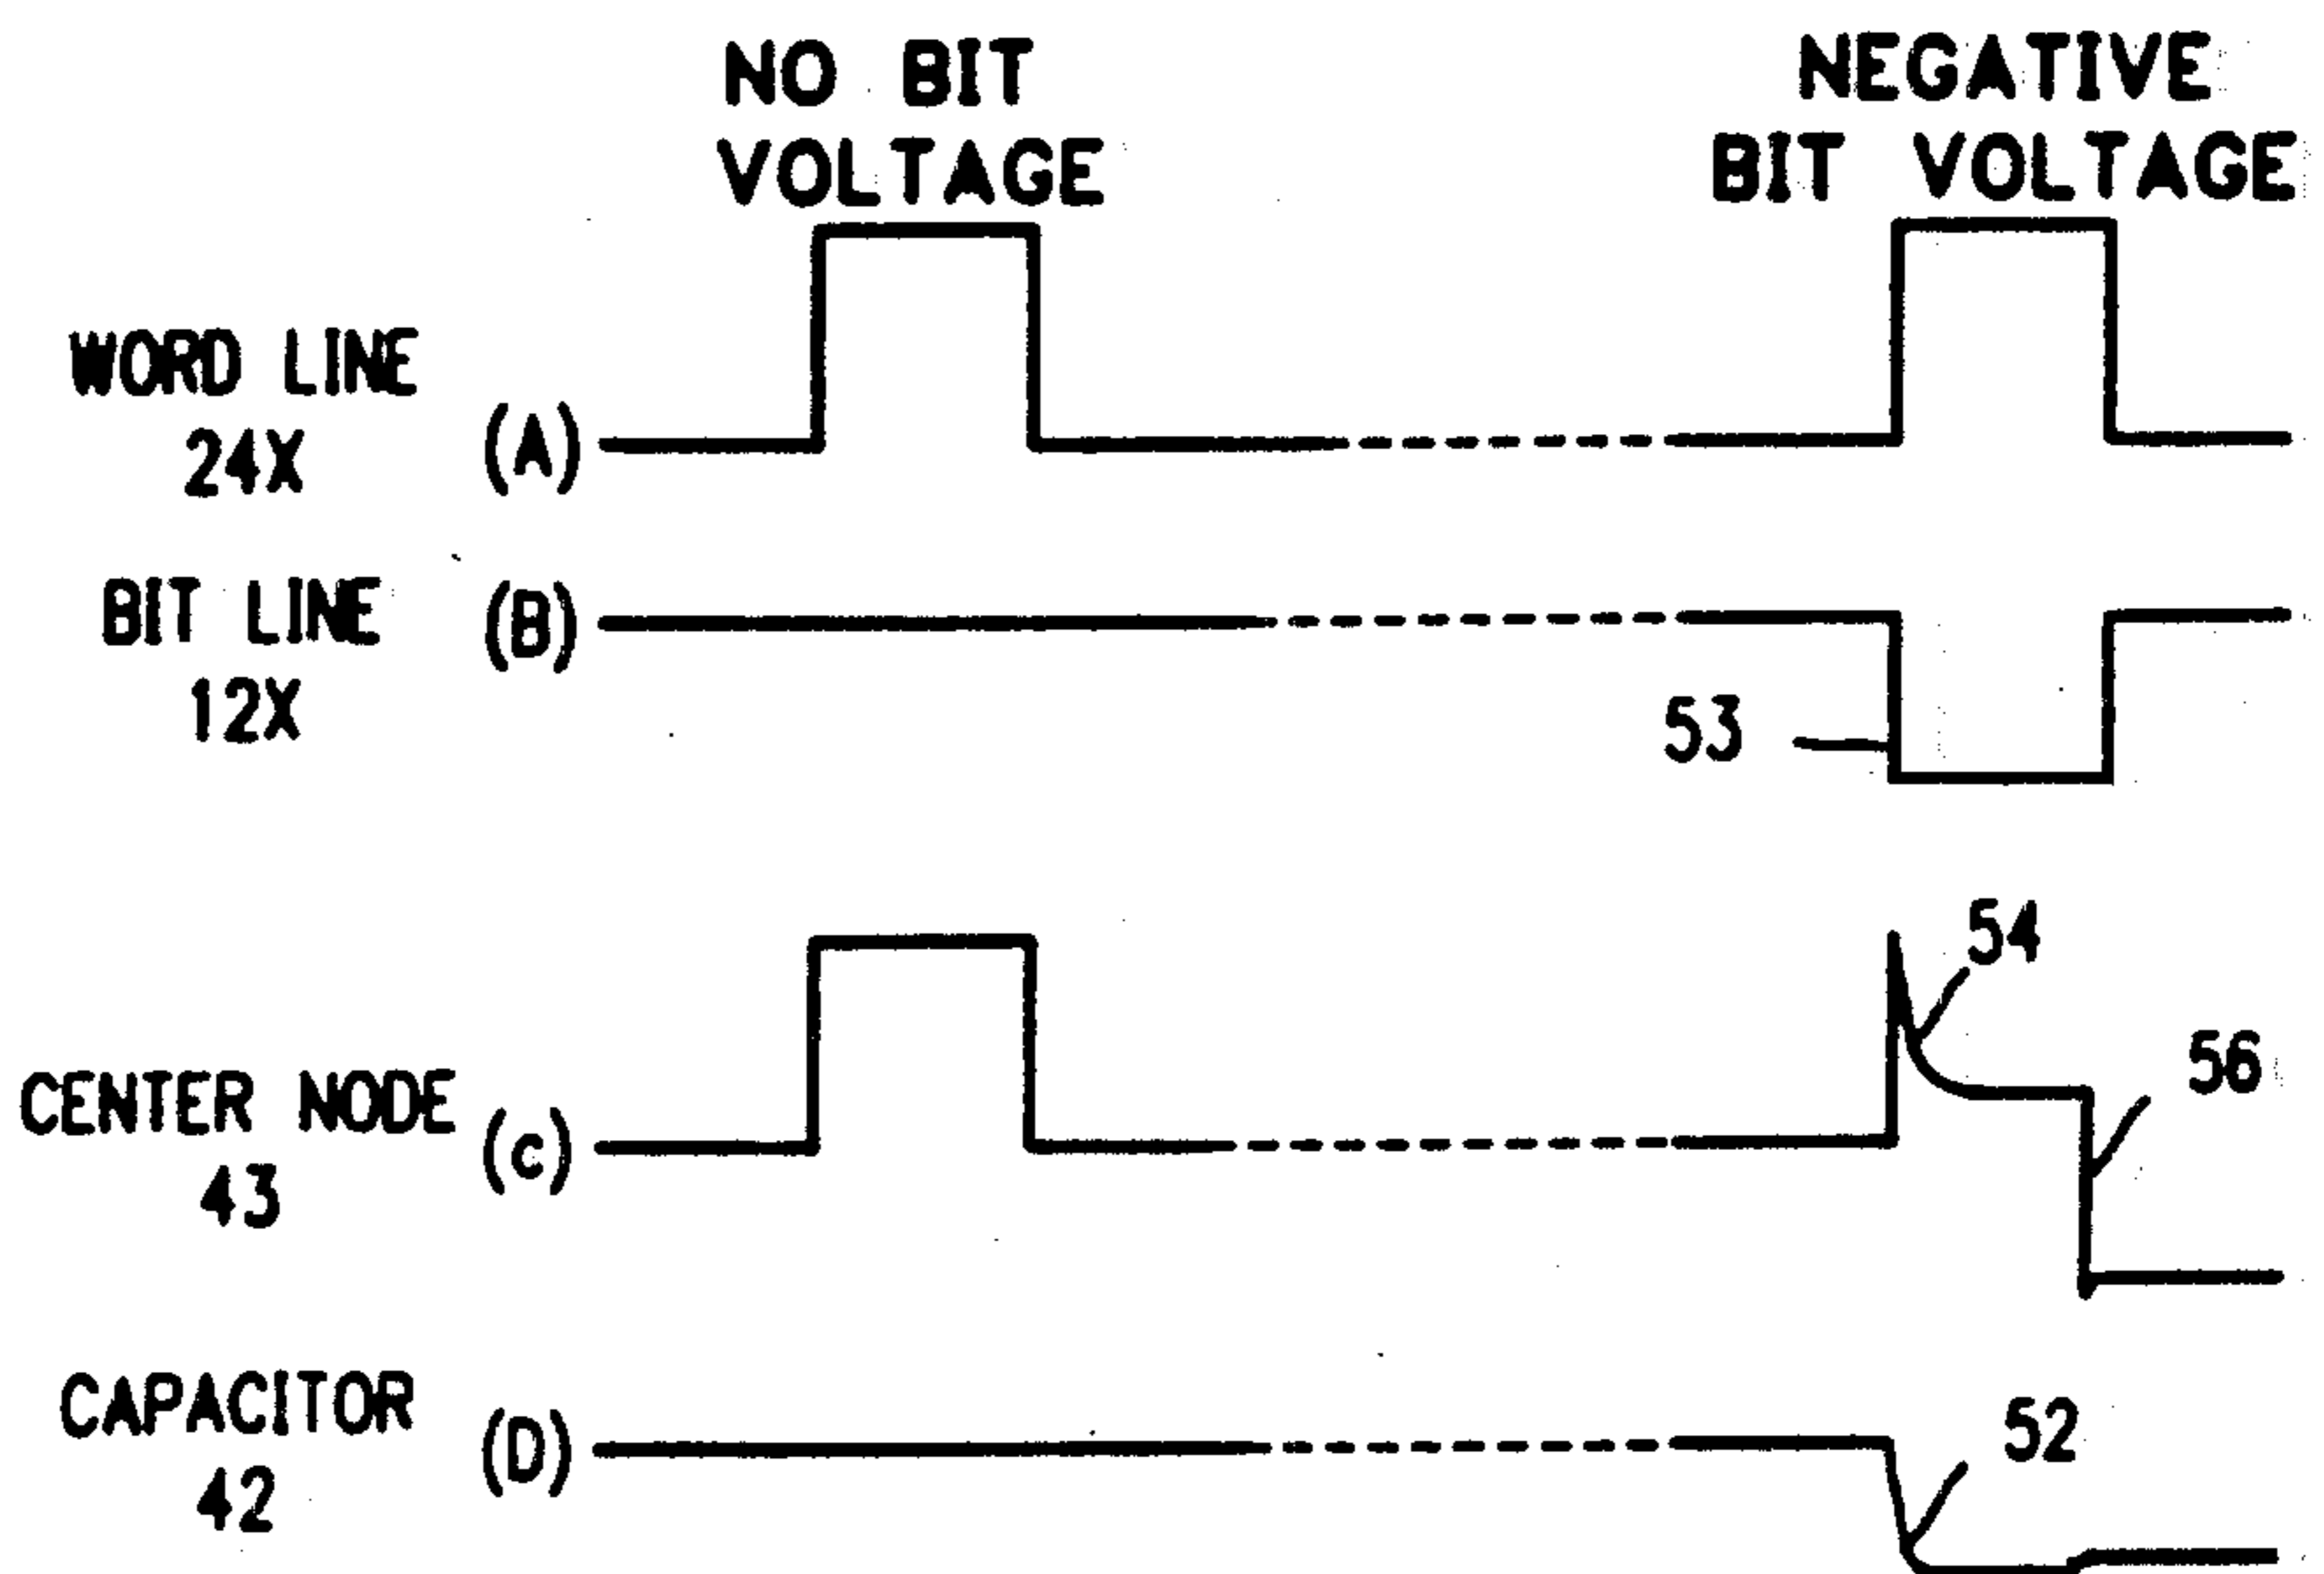 NO BIT
VOLTAGE
NEGATIVE
BIT VOLTAGE
WORD LINE
24X
(A)
BIT LINE
12X
(B)
53
CENTER NODE
43
(C)
54
56
CAPACITOR
42
(D)
52